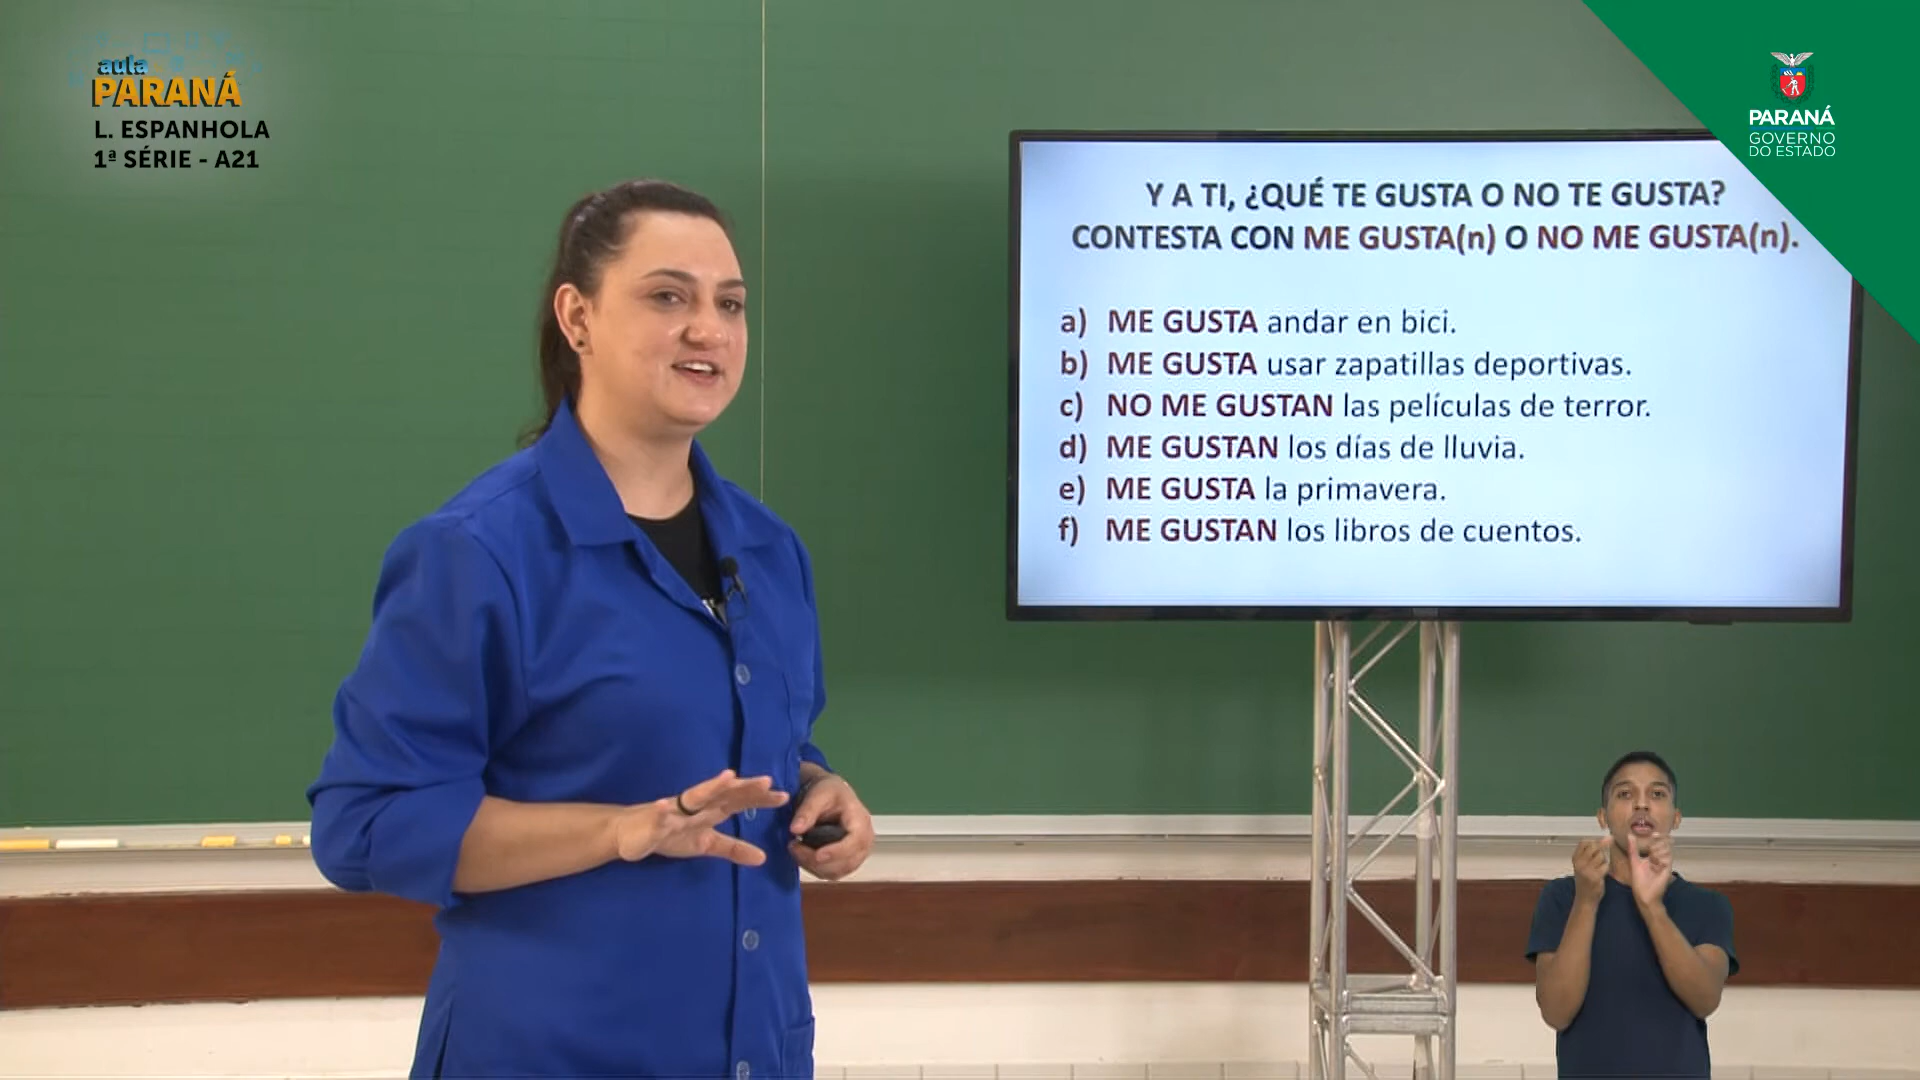 aula
PARANÁ
L. ESPANHOLA
1ª SÉRIE - A21
PARANÁ
GOVERNO
DO ESTADO
Y A TI, ¿QUÉ TE GUSTA O NO TE GUSTA?
CONTESTA CON ME GUSTA(n) O NO ME GUSTA(n).
a) ME GUSTA andar en bici.
b) ME GUSTA usar zapatillas deportivas.
c) NO ME GUSTAN las películas de terror.
d) ME GUSTAN los días de lluvia.
e) ME GUSTA la primavera.
f) ME GUSTAN los libros de cuentos.